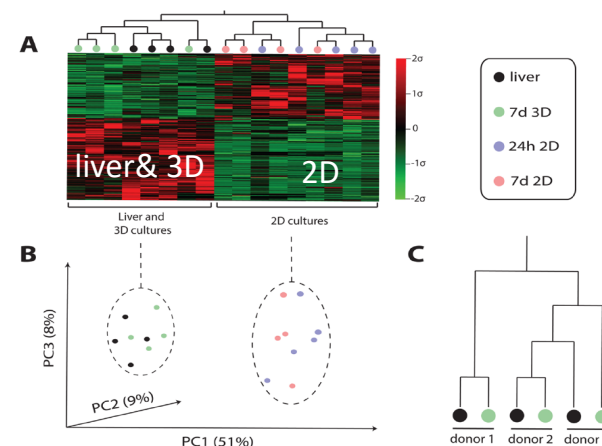 A
2σ
1σ
0
-1σ
-2σ
liver& 3D
2D
Liver and
3D cultures
2D cultures
liver
7d 3D
24h 2D
7d 2D
B
PC3 (8%)
PC2 (9%)
PC1 (51%)
C
donor 1
donor 2
donor